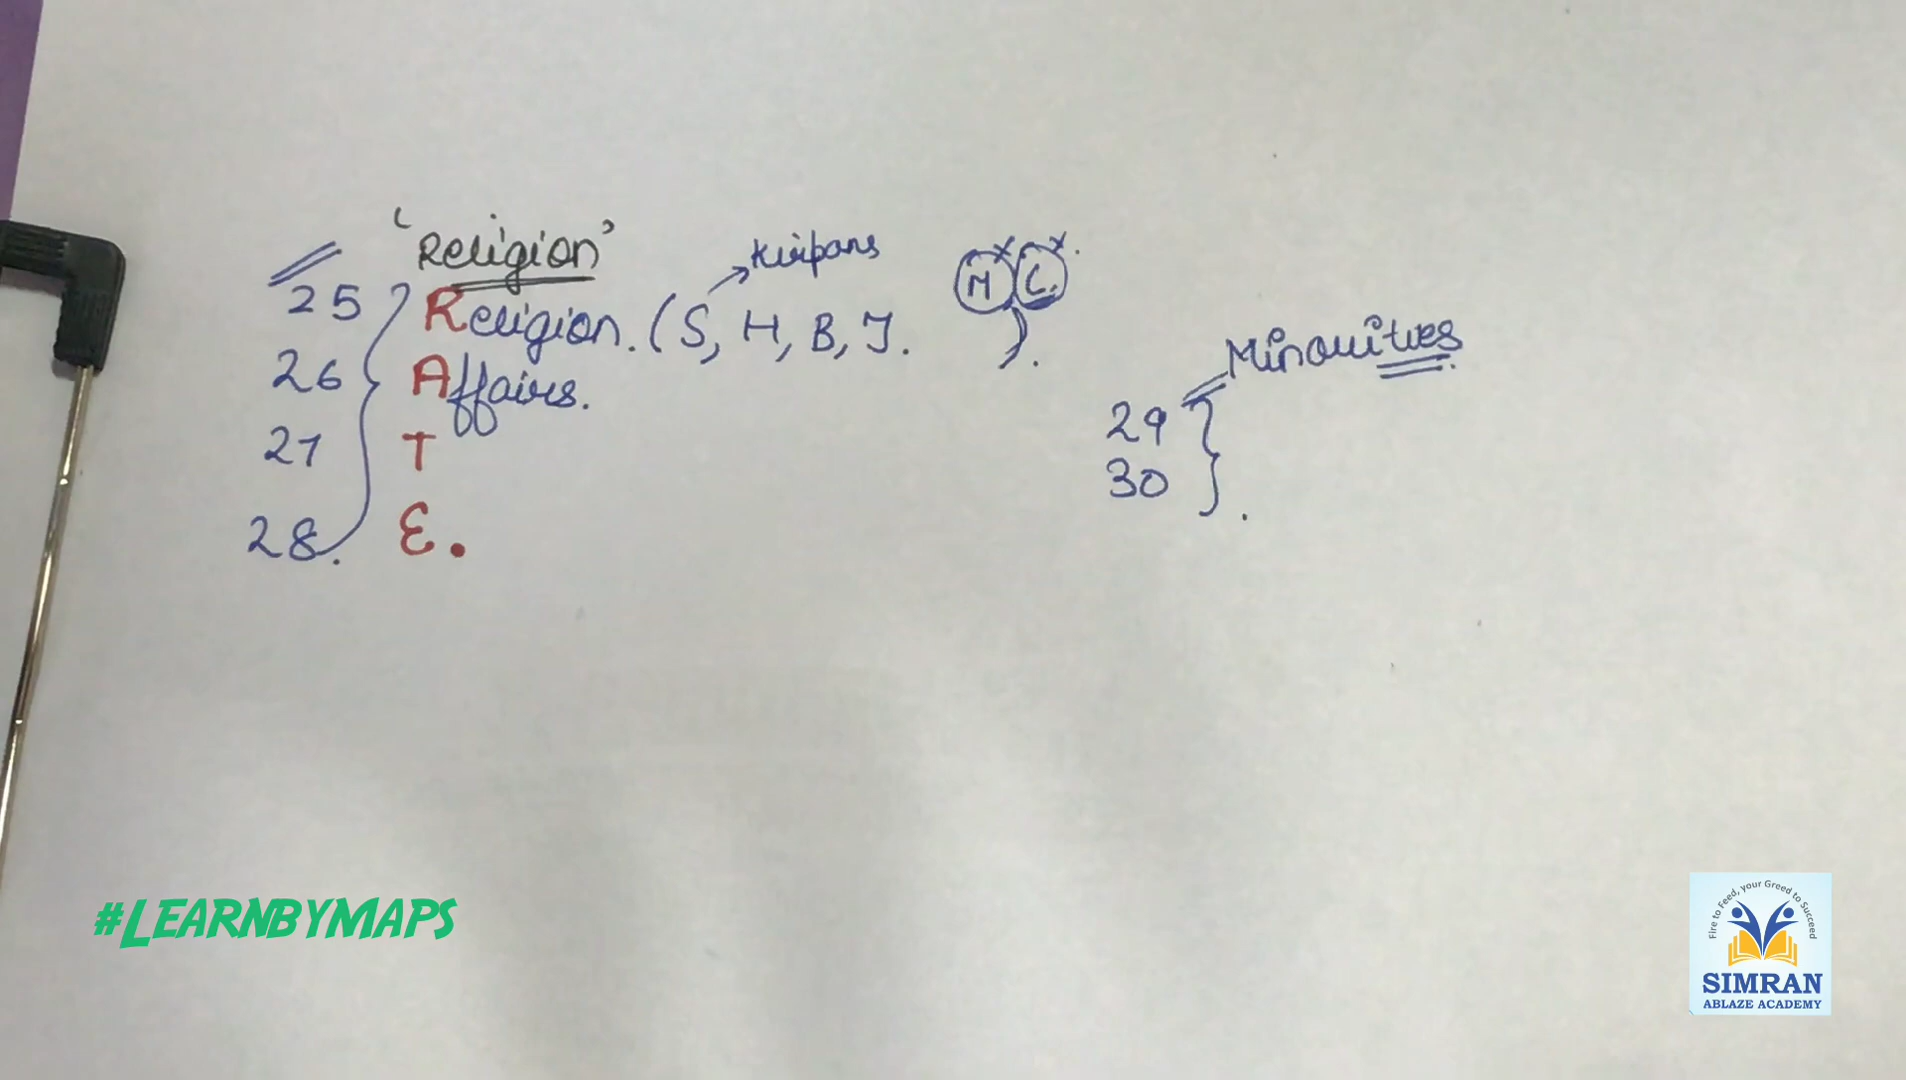 'Religion'
Kirpans
M C.
25 Religion. (S, H, B, J. ).
26 Affairs.
27 T
28. E.
Minorities
29
30
#LEARNBYMAPS
Fire to Feed, your Greed to Succeed
SIMRAN
ABLAZE ACADEMY